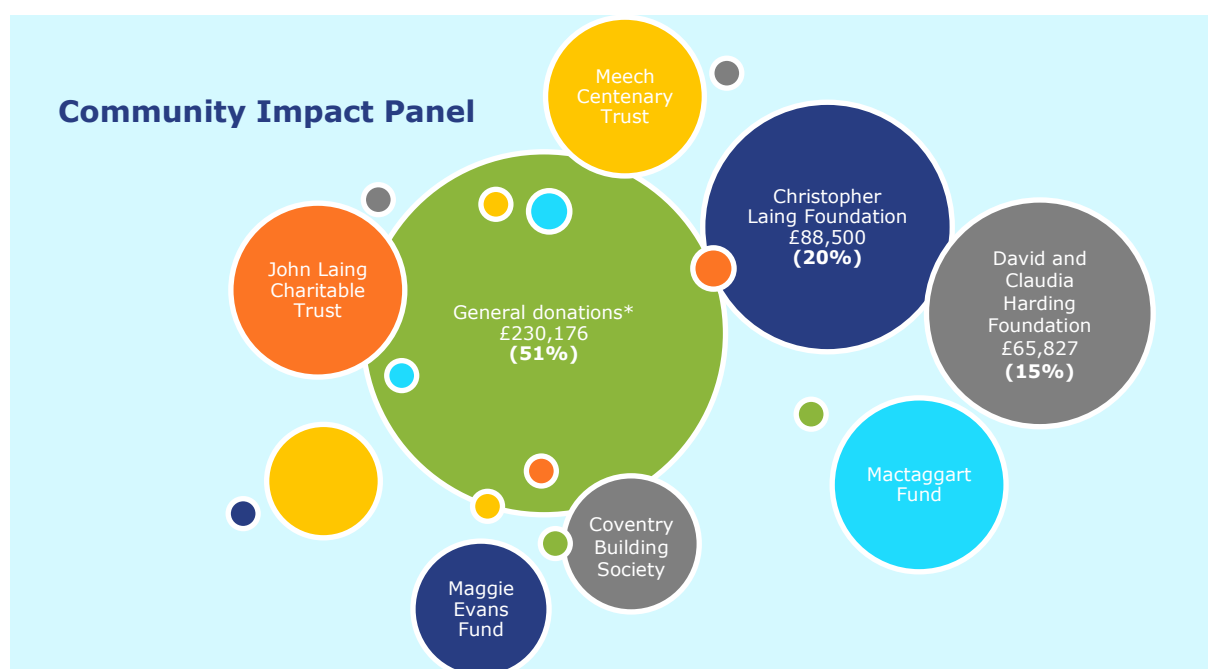 Community Impact Panel
Meech
Centenary
Trust
Christopher
Laing Foundation
£88,500
(20%)
David and
Claudia
Harding
Foundation
£65,827
(15%)
John Laing
Charitable
Trust
General donations*
£230,176
(51%)
Mactaggart
Fund
Coventry
Building
Society
Maggie
Evans
Fund